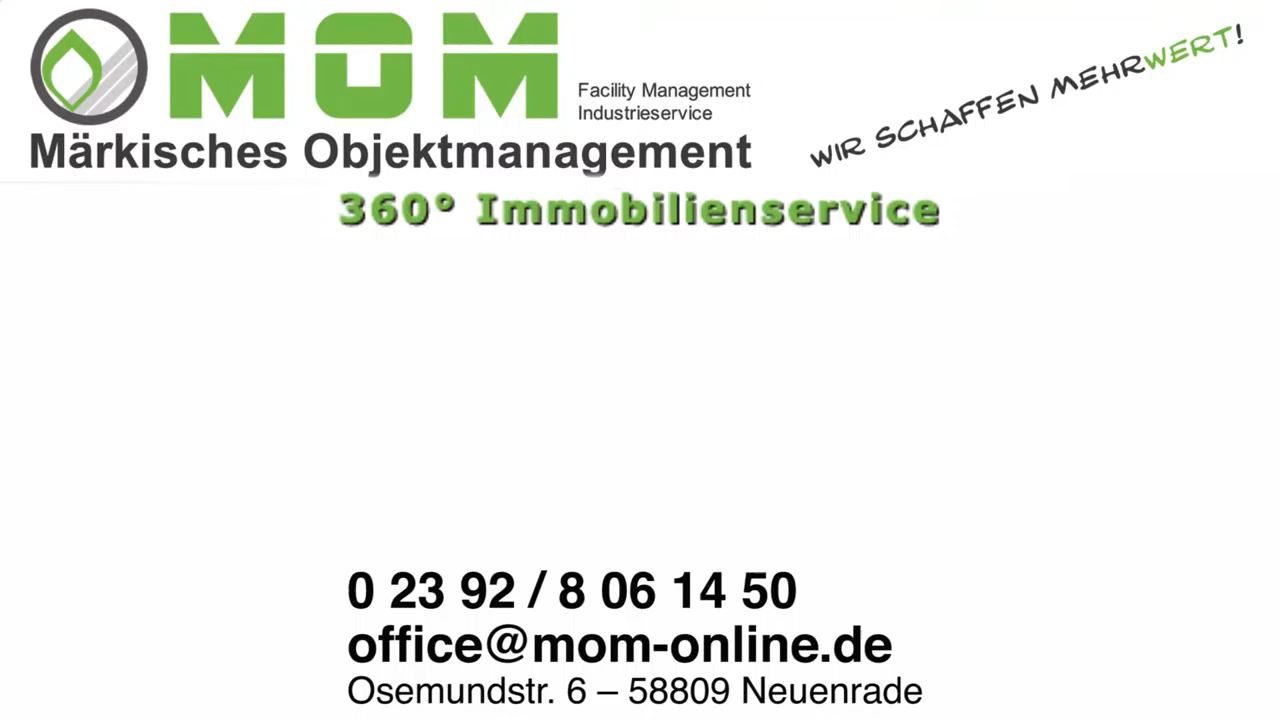 MOM
Facility Management
Industrieservice
Märkisches Objektmanagement
WIR SCHAFFEN MEHRWERT!
360° Immobilienservice
0 23 92 / 8 06 14 50
office@mom-online.de
Osemundstr. 6 – 58809 Neuenrade